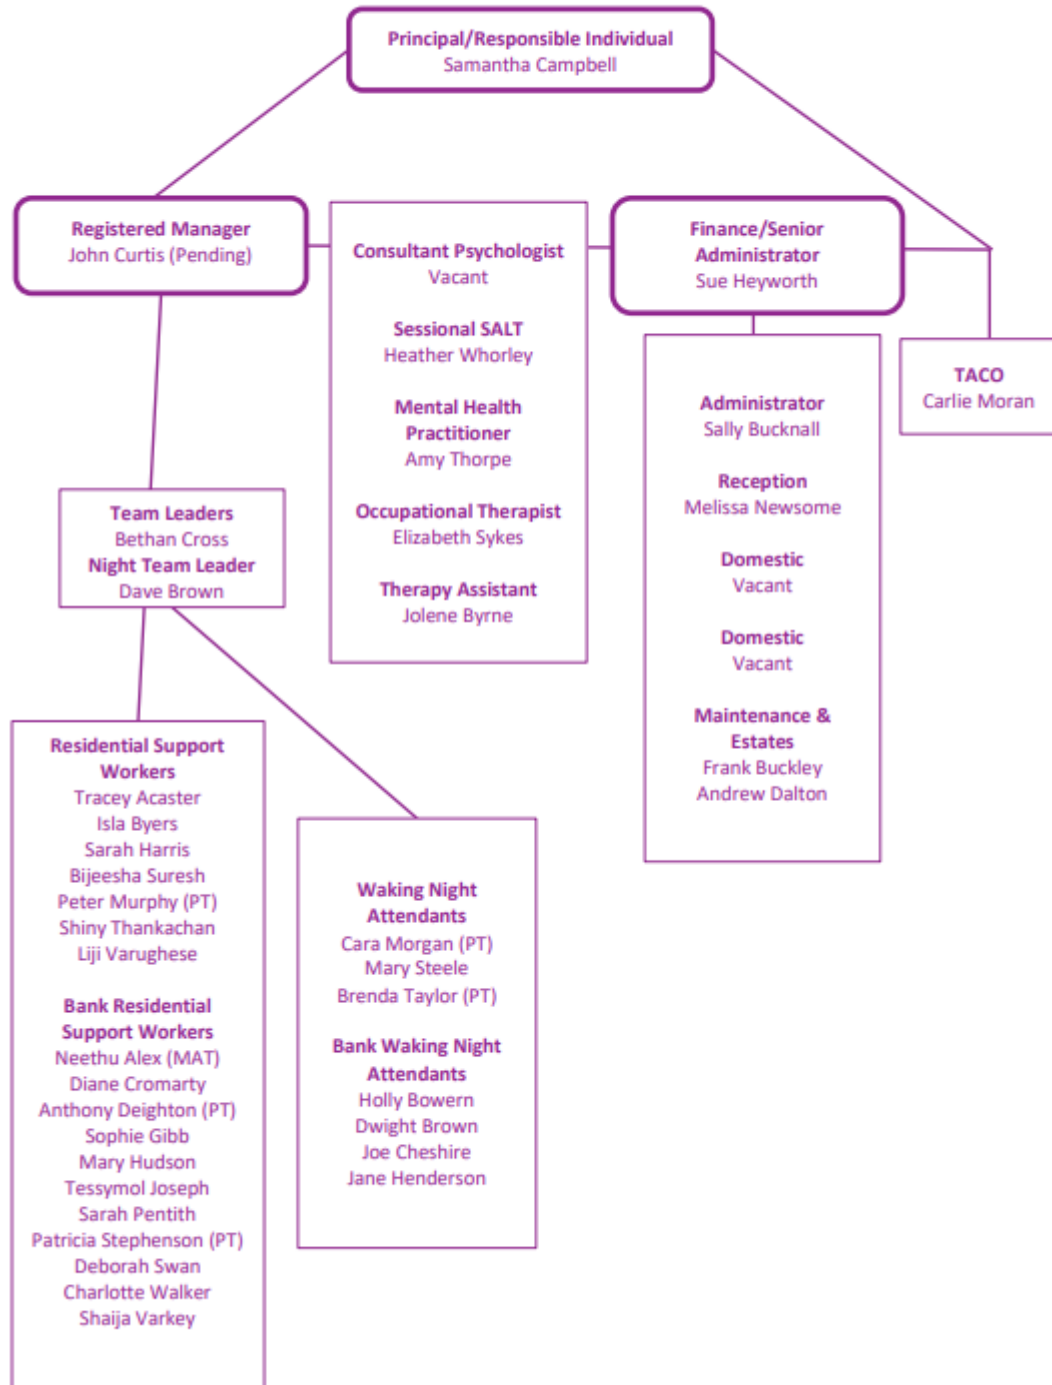 Principal/Responsible Individual
Samantha Campbell
Registered Manager
John Curtis (Pending)
Consultant Psychologist
Vacant
Sessional SALT
Heather Whorley
Mental Health
Practitioner
Amy Thorpe
Occupational Therapist
Elizabeth Sykes
Therapy Assistant
Jolene Byrne
Finance/Senior
Administrator
Sue Heyworth
Administrator
Sally Bucknall
Reception
Melissa Newsome
Domestic
Vacant
Domestic
Vacant
Maintenance &
Estates
Frank Buckley
Andrew Dalton
TACO
Carlie Moran
Team Leaders
Bethan Cross
Night Team Leader
Dave Brown
Residential Support
Workers
Tracey Acaster
Isla Byers
Sarah Harris
Bijeesha Suresh
Peter Murphy (PT)
Shiny Thankachan
Liji Varughese
Bank Residential
Support Workers
Neethu Alex (MAT)
Diane Cromarty
Anthony Deighton (PT)
Sophie Gibb
Mary Hudson
Tessymol Joseph
Sarah Pentith
Patricia Stephenson (PT)
Deborah Swan
Charlotte Walker
Shaija Varkey
Waking Night
Attendants
Cara Morgan (PT)
Mary Steele
Brenda Taylor (PT)
Bank Waking Night
Attendants
Holly Bowern
Dwight Brown
Joe Cheshire
Jane Henderson